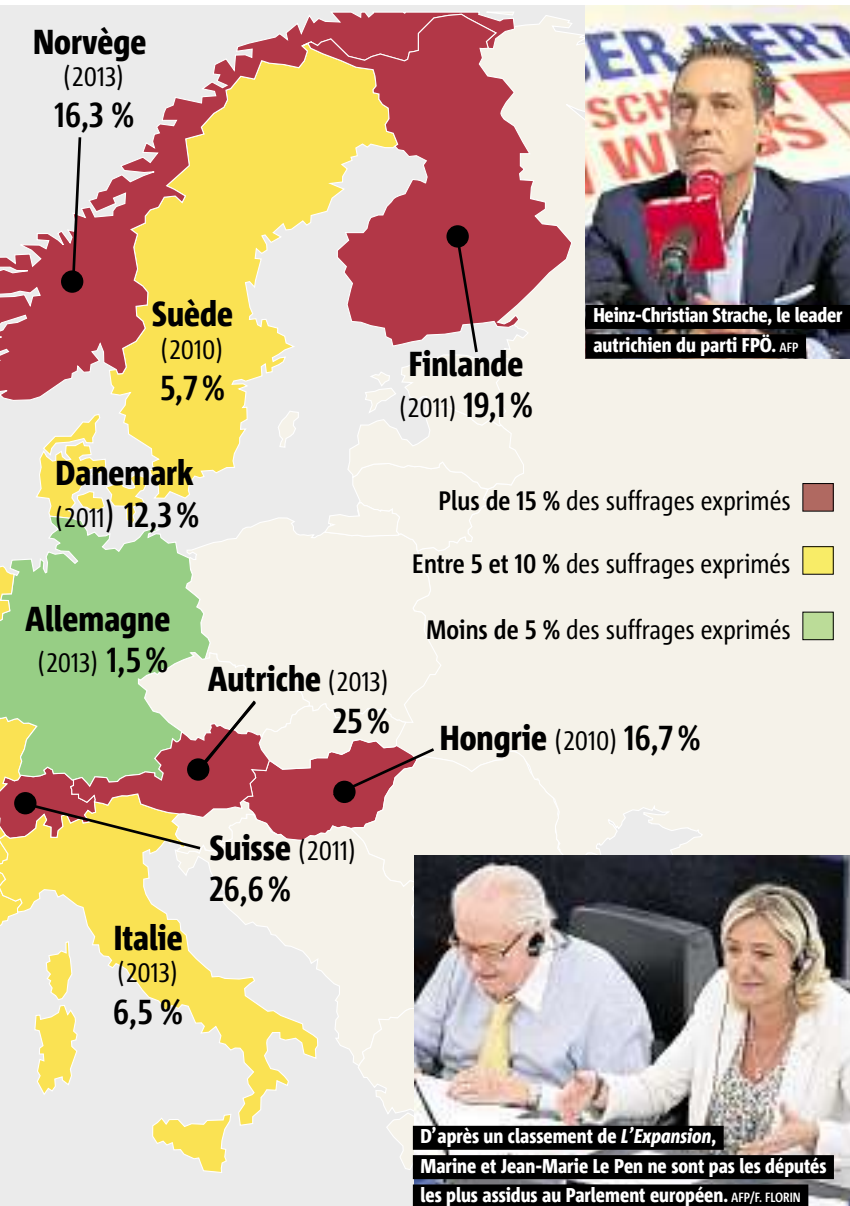 Norvège
(2013)
16,3 %
Suède
(2010)
5,7 %
Finlande
(2011) 19,1 %
Heinz-Christian Strache, le leader
autrichien du parti FPÖ. AFP
Danemark
(2011) 12,3 %
Plus de 15 % des suffrages exprimés
Entre 5 et 10 % des suffrages exprimés
Moins de 5 % des suffrages exprimés
Allemagne
(2013) 1,5 %
Autriche (2013)
25 %
Hongrie (2010) 16,7 %
Suisse (2011)
26,6 %
Italie
(2013)
6,5 %
D'après un classement de L'Expansion,
Marine et Jean-Marie Le Pen ne sont pas les députés
les plus assidus au Parlement européen. AFP/F. FLORIN